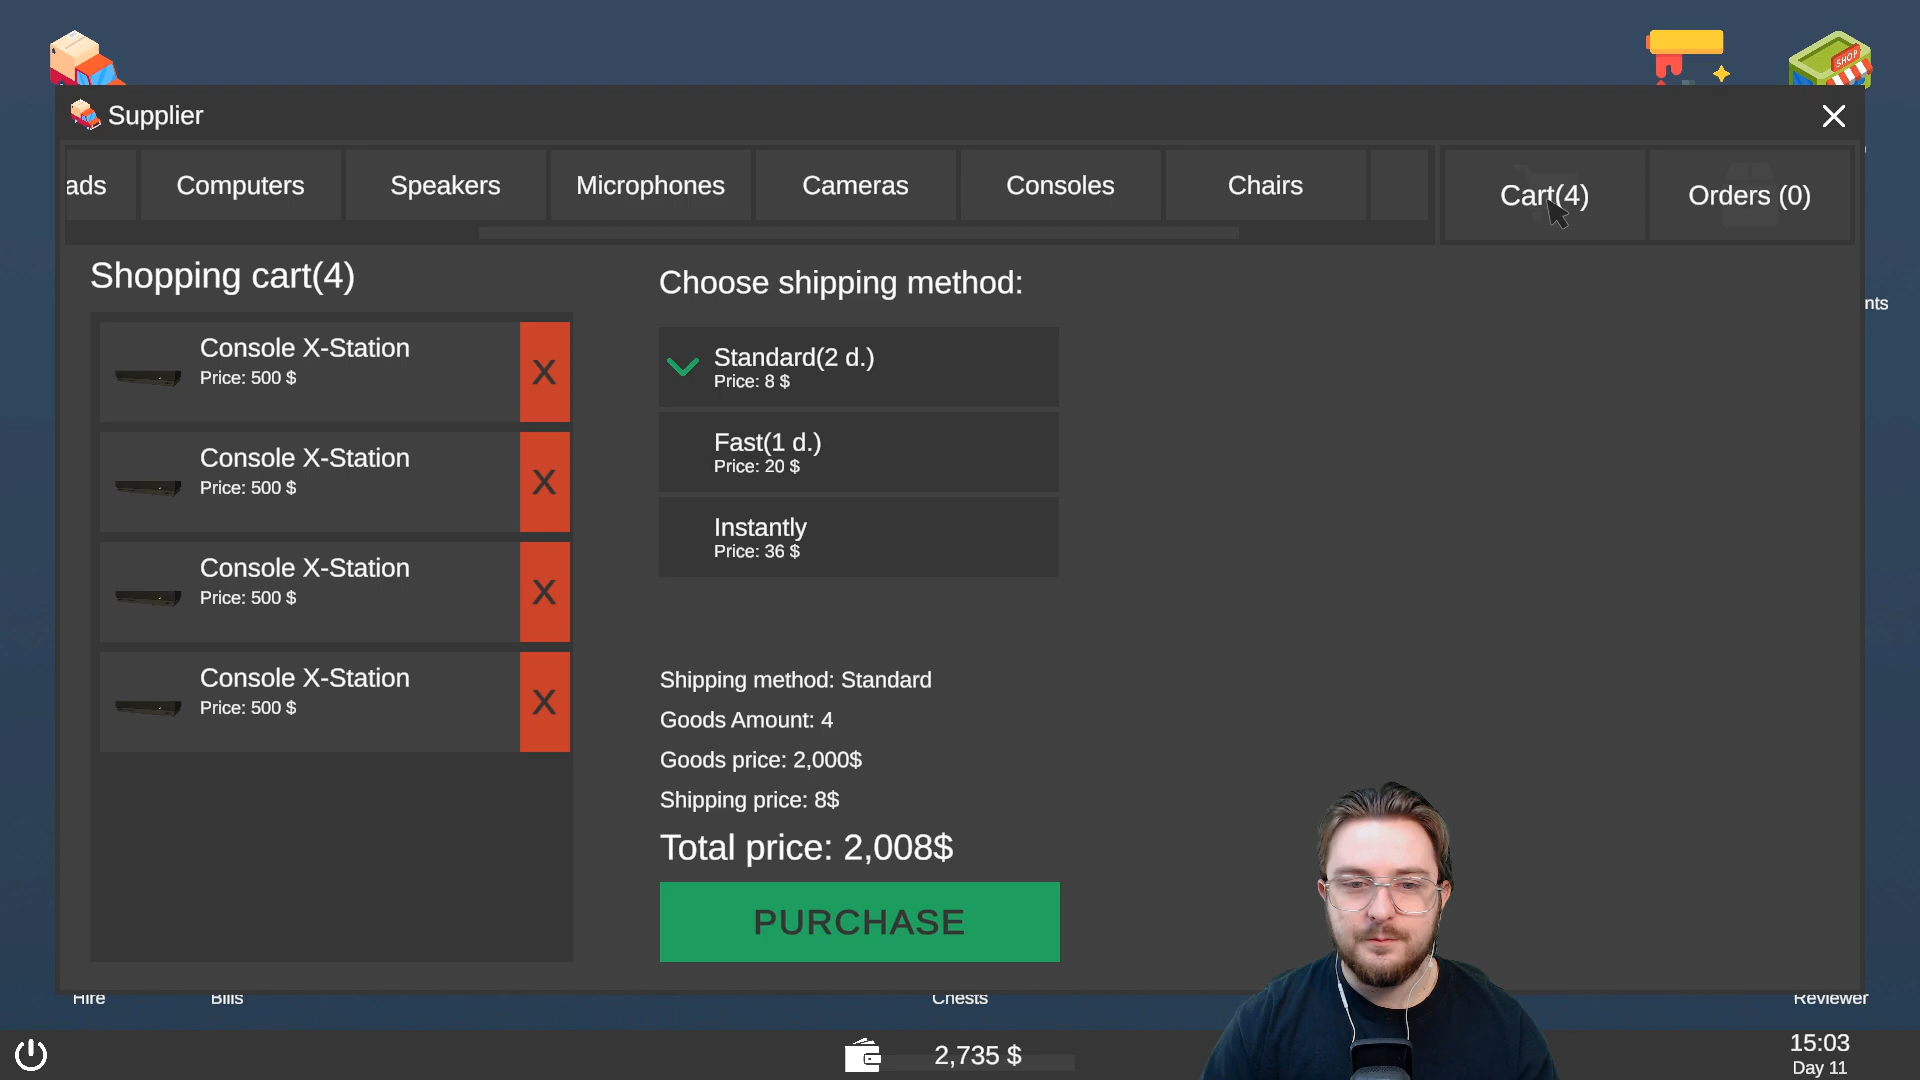 SHOP
Supplier
ads
Computers
Speakers
Microphones
Cameras
Consoles
Chairs
Cart(4)
Orders (0)
Shopping cart(4)
Console X-Station
Price: 500 $
X
Console X-Station
Price: 500 $
X
Console X-Station
Price: 500 $
X
Console X-Station
Price: 500 $
X
Choose shipping method:
Standard(2 d.)
Price: 8 $
Fast(1 d.)
Price: 20 $
Instantly
Price: 36 $
Shipping method: Standard
Goods Amount: 4
Goods price: 2,000$
Shipping price: 8$
Total price: 2,008$
PURCHASE
nts
Hire
Bills
Chests
Reviewer
2,735 $
15:03
Day 11